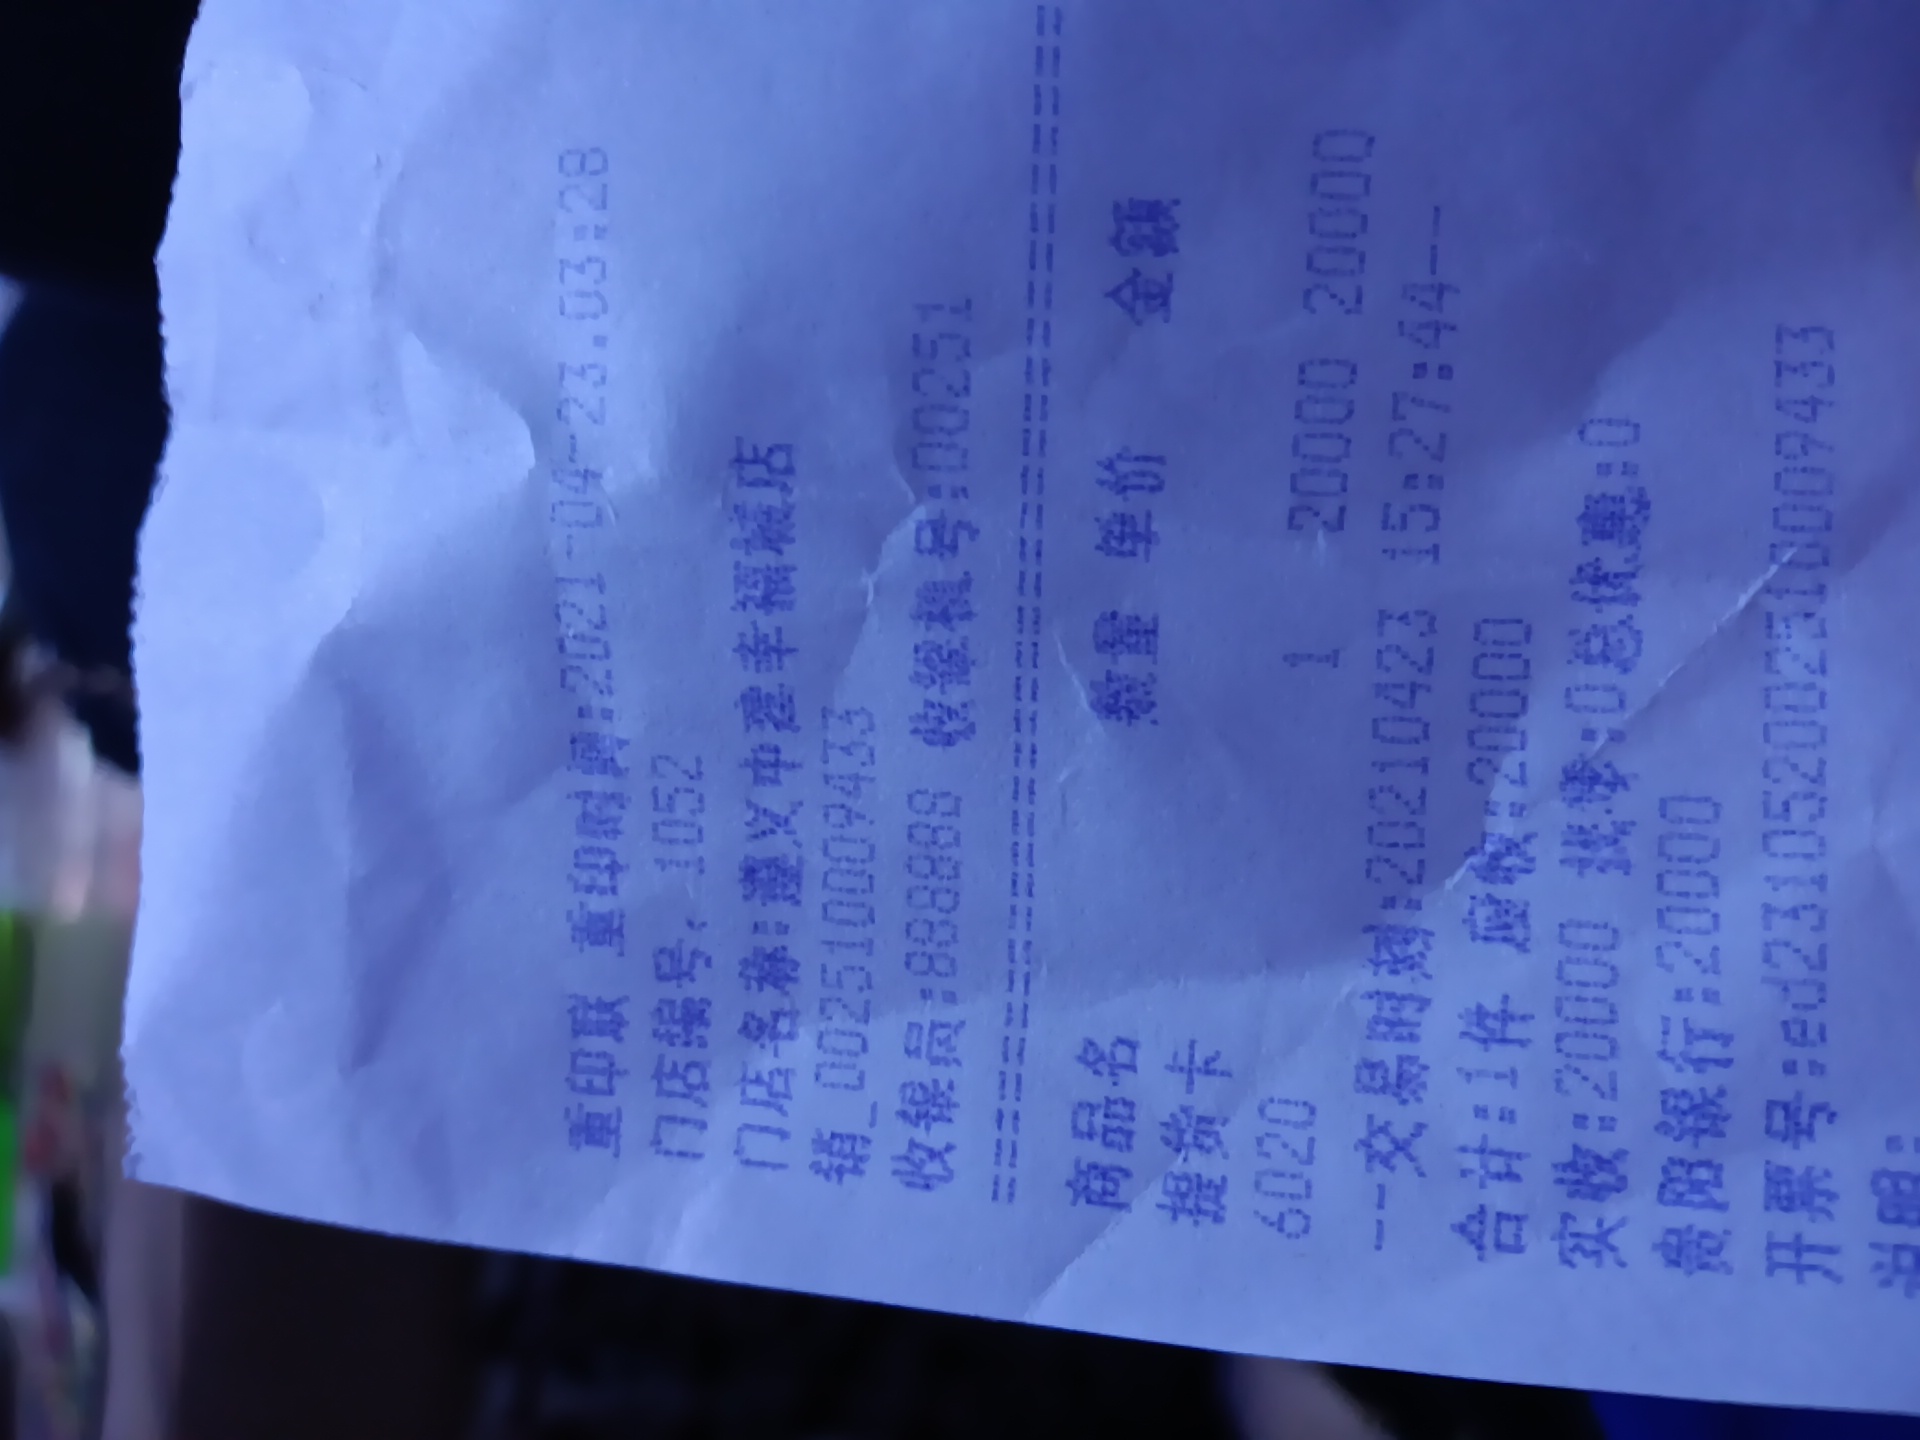 重印联 重印时间:2021-04-23.03:28
门店编号:1052
门店名称:遵义中建幸福城店
销_002510009433
收银员:88888 收银机号:00251
商品名 数量 单价 金额
提货卡
6020 1 20000 20000
--交易时刻:20210423 15:27:44--
合计:1件 应收:20000
实收:20000 找零:0总优惠:0
贵阳银行:20000
开票号:ed231052002510009433
说明: